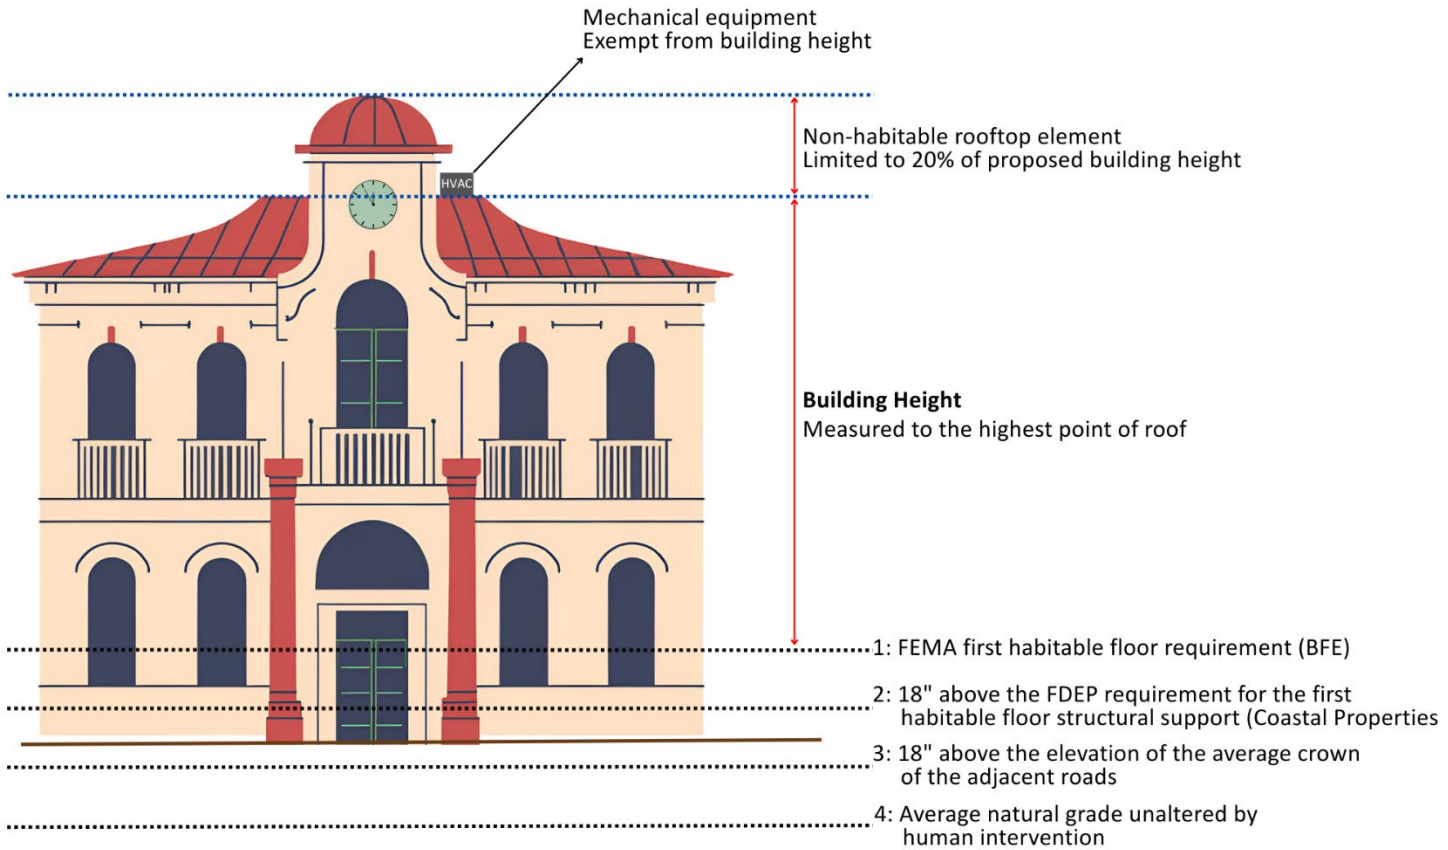 Mechanical equipment
Exempt from building height
Non-habitable rooftop element
Limited to 20% of proposed building height
HVAC
Building Height
Measured to the highest point of roof
1: FEMA first habitable floor requirement (BFE)
2: 18" above the FDEP requirement for the first
habitable floor structural support (Coastal Properties
3: 18" above the elevation of the average crown
of the adjacent roads
4: Average natural grade unaltered by
human intervention